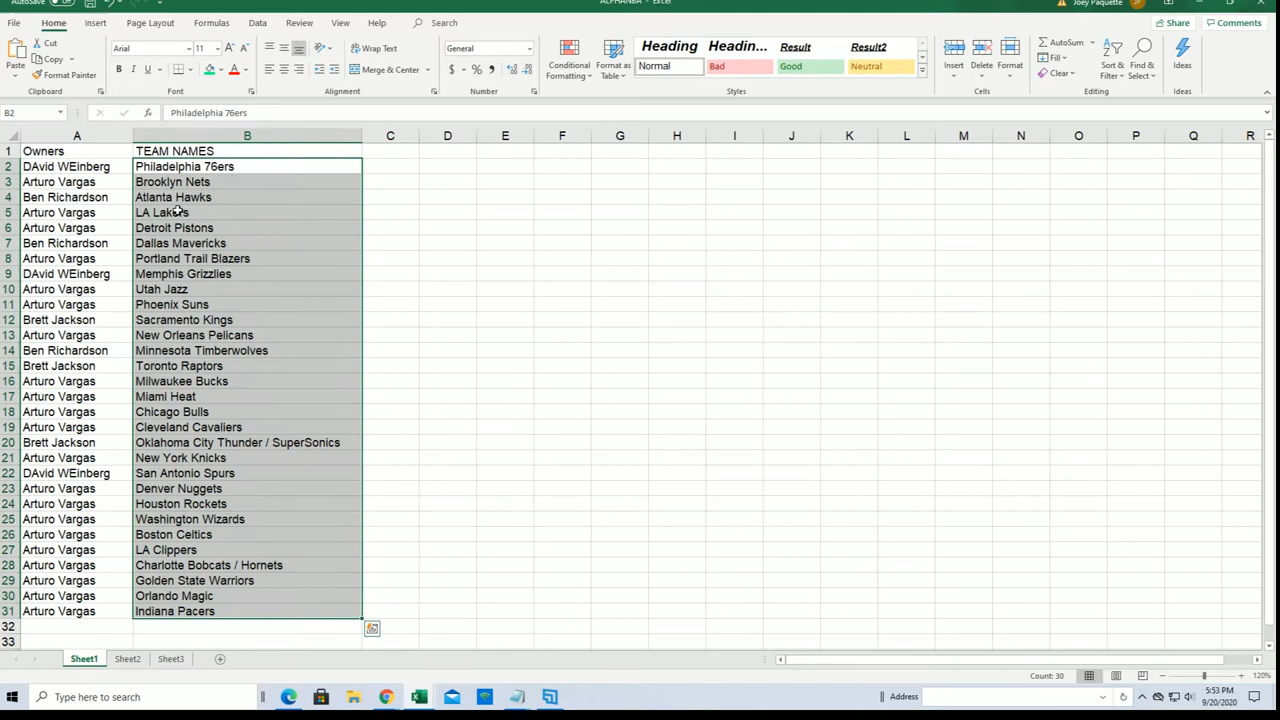 AutoSave Off ALPHANBA - Excel Joey Paquette
File Home Insert Page Layout Formulas Data Review View Help Search Share Comments
Paste Cut Copy Format Painter Clipboard
Arial 11 Font
Wrap Text Merge & Center Alignment
General Number
Conditional Formatting Format as Table
Heading Headin... Result Result2
Normal Bad Good Neutral
Styles
Insert Delete Format Cells
AutoSum Fill Clear Sort & Filter Find & Select Editing
Ideas Ideas
B2 Philadelphia 76ers
A B C D E F G H I J K L M N O P Q R
1 Owners TEAM NAMES
2 DAvid WEinberg Philadelphia 76ers
3 Arturo Vargas Brooklyn Nets
4 Ben Richardson Atlanta Hawks
5 Arturo Vargas LA Lakers
6 Arturo Vargas Detroit Pistons
7 Ben Richardson Dallas Mavericks
8 Arturo Vargas Portland Trail Blazers
9 DAvid WEinberg Memphis Grizzlies
10 Arturo Vargas Utah Jazz
11 Arturo Vargas Phoenix Suns
12 Brett Jackson Sacramento Kings
13 Arturo Vargas New Orleans Pelicans
14 Ben Richardson Minnesota Timberwolves
15 Brett Jackson Toronto Raptors
16 Arturo Vargas Milwaukee Bucks
17 Arturo Vargas Miami Heat
18 Arturo Vargas Chicago Bulls
19 Arturo Vargas Cleveland Cavaliers
20 Brett Jackson Oklahoma City Thunder / SuperSonics
21 Arturo Vargas New York Knicks
22 DAvid WEinberg San Antonio Spurs
23 Arturo Vargas Denver Nuggets
24 Arturo Vargas Houston Rockets
25 Arturo Vargas Washington Wizards
26 Arturo Vargas Boston Celtics
27 Arturo Vargas LA Clippers
28 Arturo Vargas Charlotte Bobcats / Hornets
29 Arturo Vargas Golden State Warriors
30 Arturo Vargas Orlando Magic
31 Arturo Vargas Indiana Pacers
32
33
Sheet1 Sheet2 Sheet3
Count: 30 120%
Type here to search Address 5:53 PM
9/20/2020